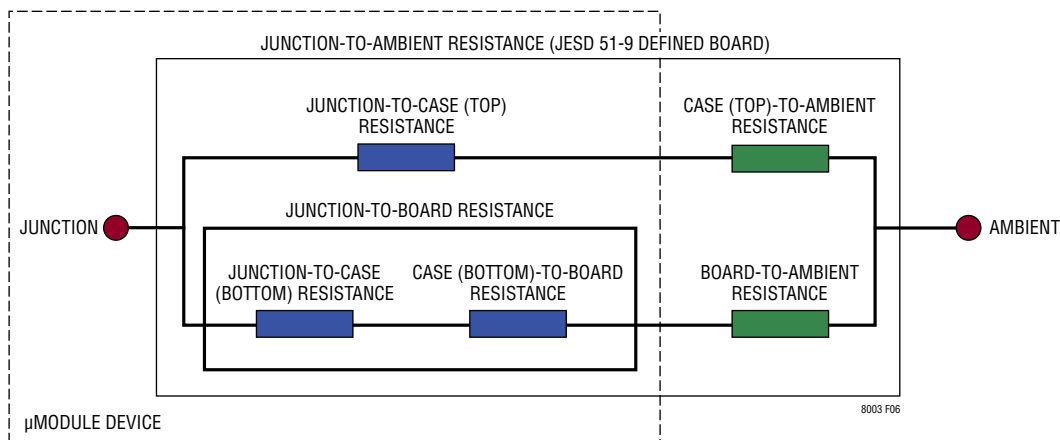 JUNCTION-TO-AMBIENT RESISTANCE (JESD 51-9 DEFINED BOARD)
JUNCTION-TO-CASE (TOP)
RESISTANCE
CASE (TOP)-TO-AMBIENT
RESISTANCE
JUNCTION-TO-BOARD RESISTANCE
JUNCTION
AMBIENT
JUNCTION-TO-CASE
(BOTTOM) RESISTANCE
CASE (BOTTOM)-TO-BOARD
RESISTANCE
BOARD-TO-AMBIENT
RESISTANCE
8003 F06
µMODULE DEVICE